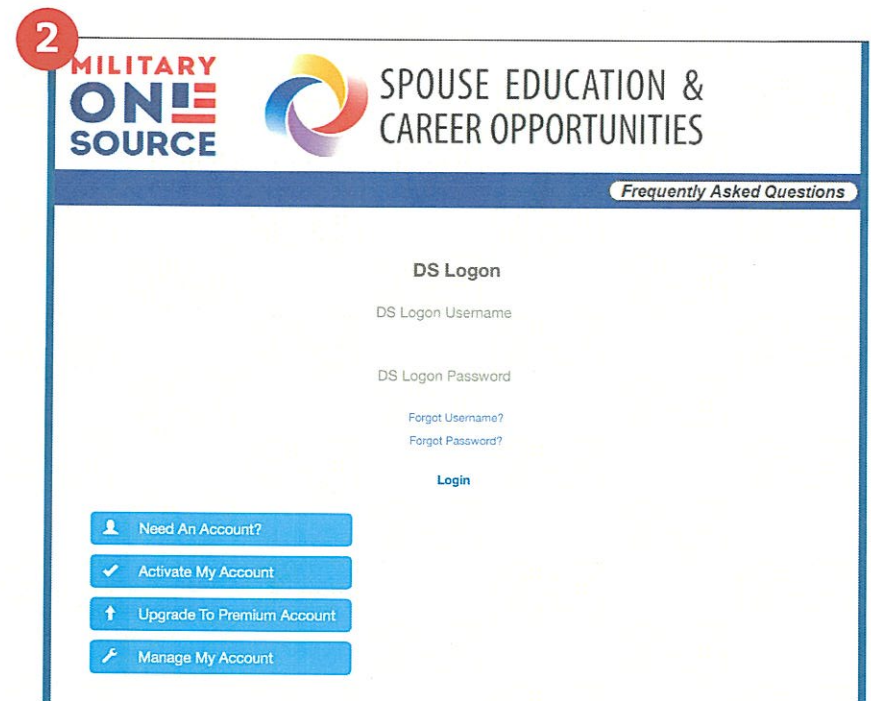 2
MILITARY
ONE
SOURCE
SPOUSE EDUCATION &
CAREER OPPORTUNITIES
Frequently Asked Questions
DS Logon
DS Logon Username
DS Logon Password
Forgot Username?
Forgot Password?
Login
Need An Account?
Activate My Account
Upgrade To Premium Account
Manage My Account